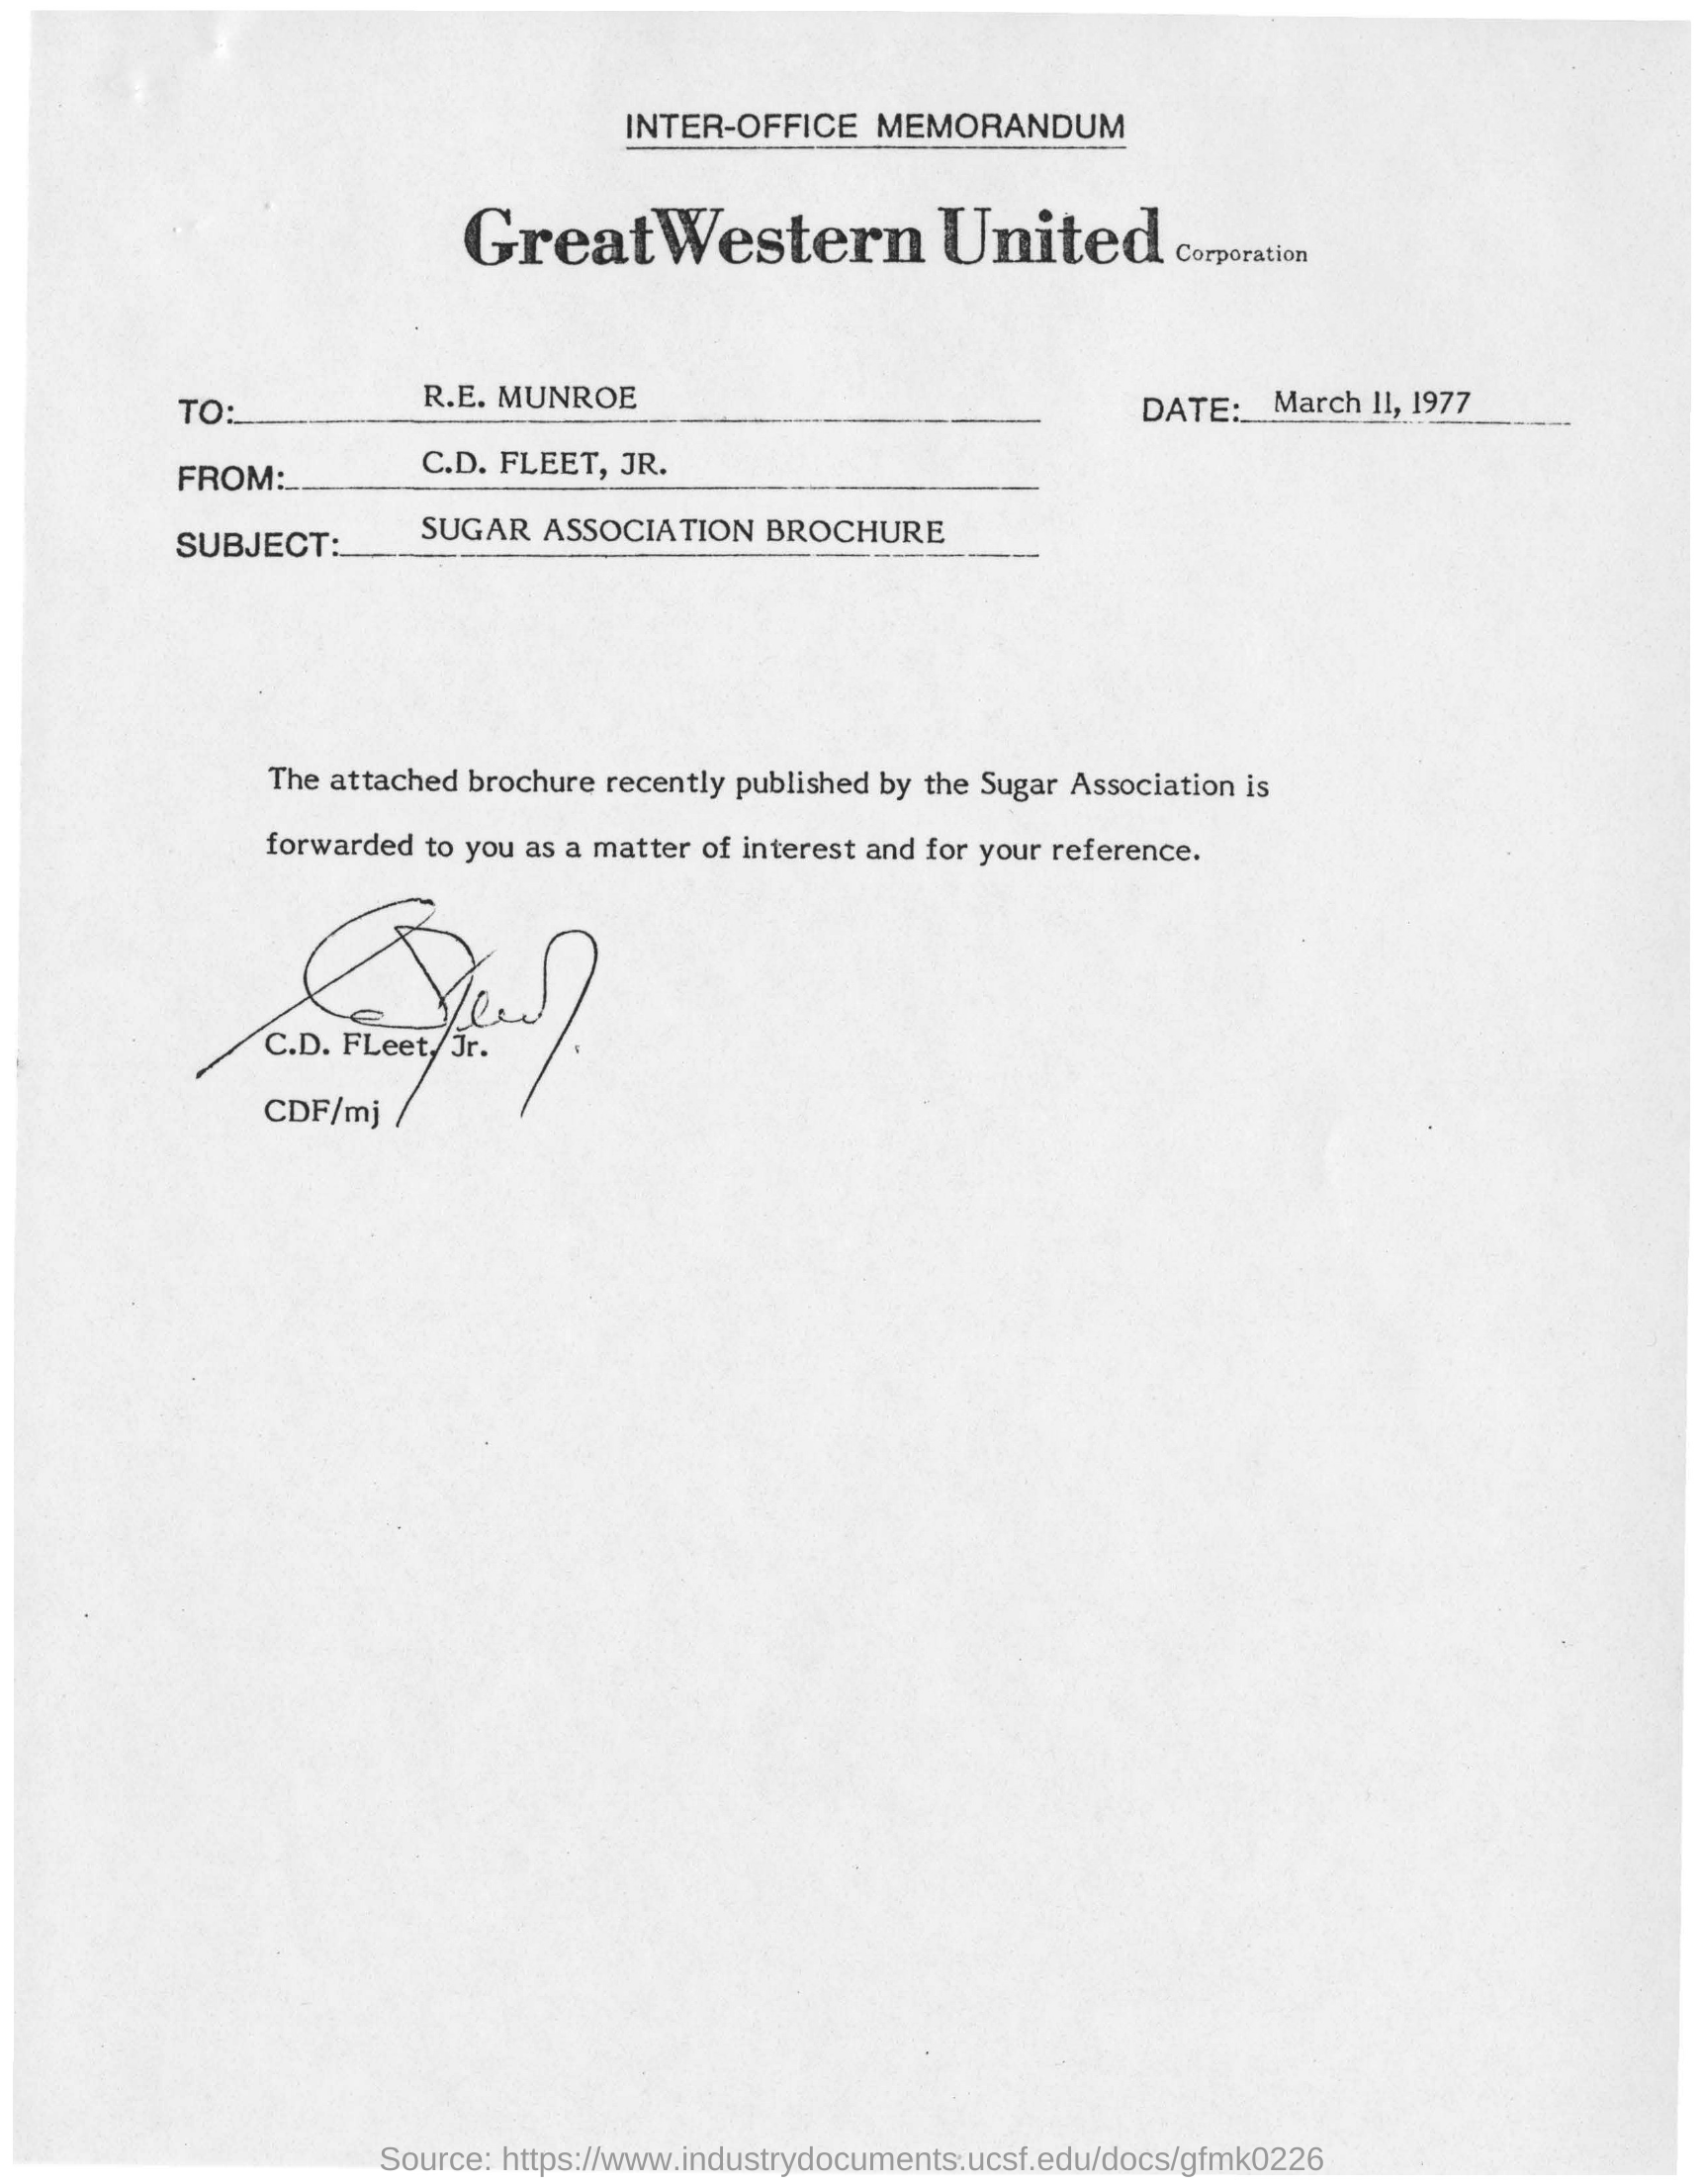 INTER-OFFICE MEMORANDUM
GreatWestern United Corporation
TO: R.E. MUNROE DATE: March 11, 1977
FROM: C.D. FLEET, JR.
SUBJECT: SUGAR ASSOCIATION BROCHURE
The attached brochure recently published by the Sugar Association is
forwarded to you as a matter of interest and for your reference.
C.D. FLeet, Jr.
CDF/mj
Source: https://www.industrydocuments.ucsf.edu/docs/gfmk0226